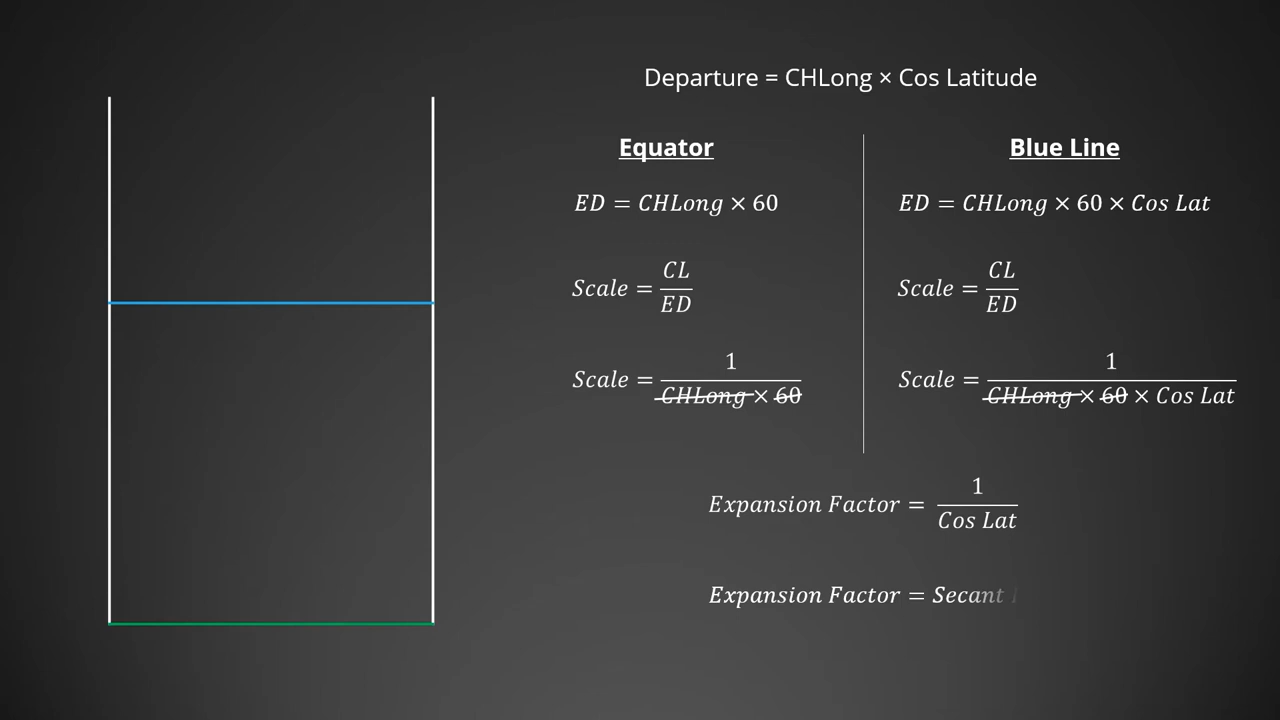 Departure = CHLong × Cos Latitude
Equator
ED = CHLong × 60
Scale = CL/ED
Scale = 1/(CHLong × 60)
Blue Line
ED = CHLong × 60 × Cos Lat
Scale = CL/ED
Scale = 1/(CHLong × 60 × Cos Lat)
Expansion Factor = 1/(Cos Lat)
Expansion Factor = Secant